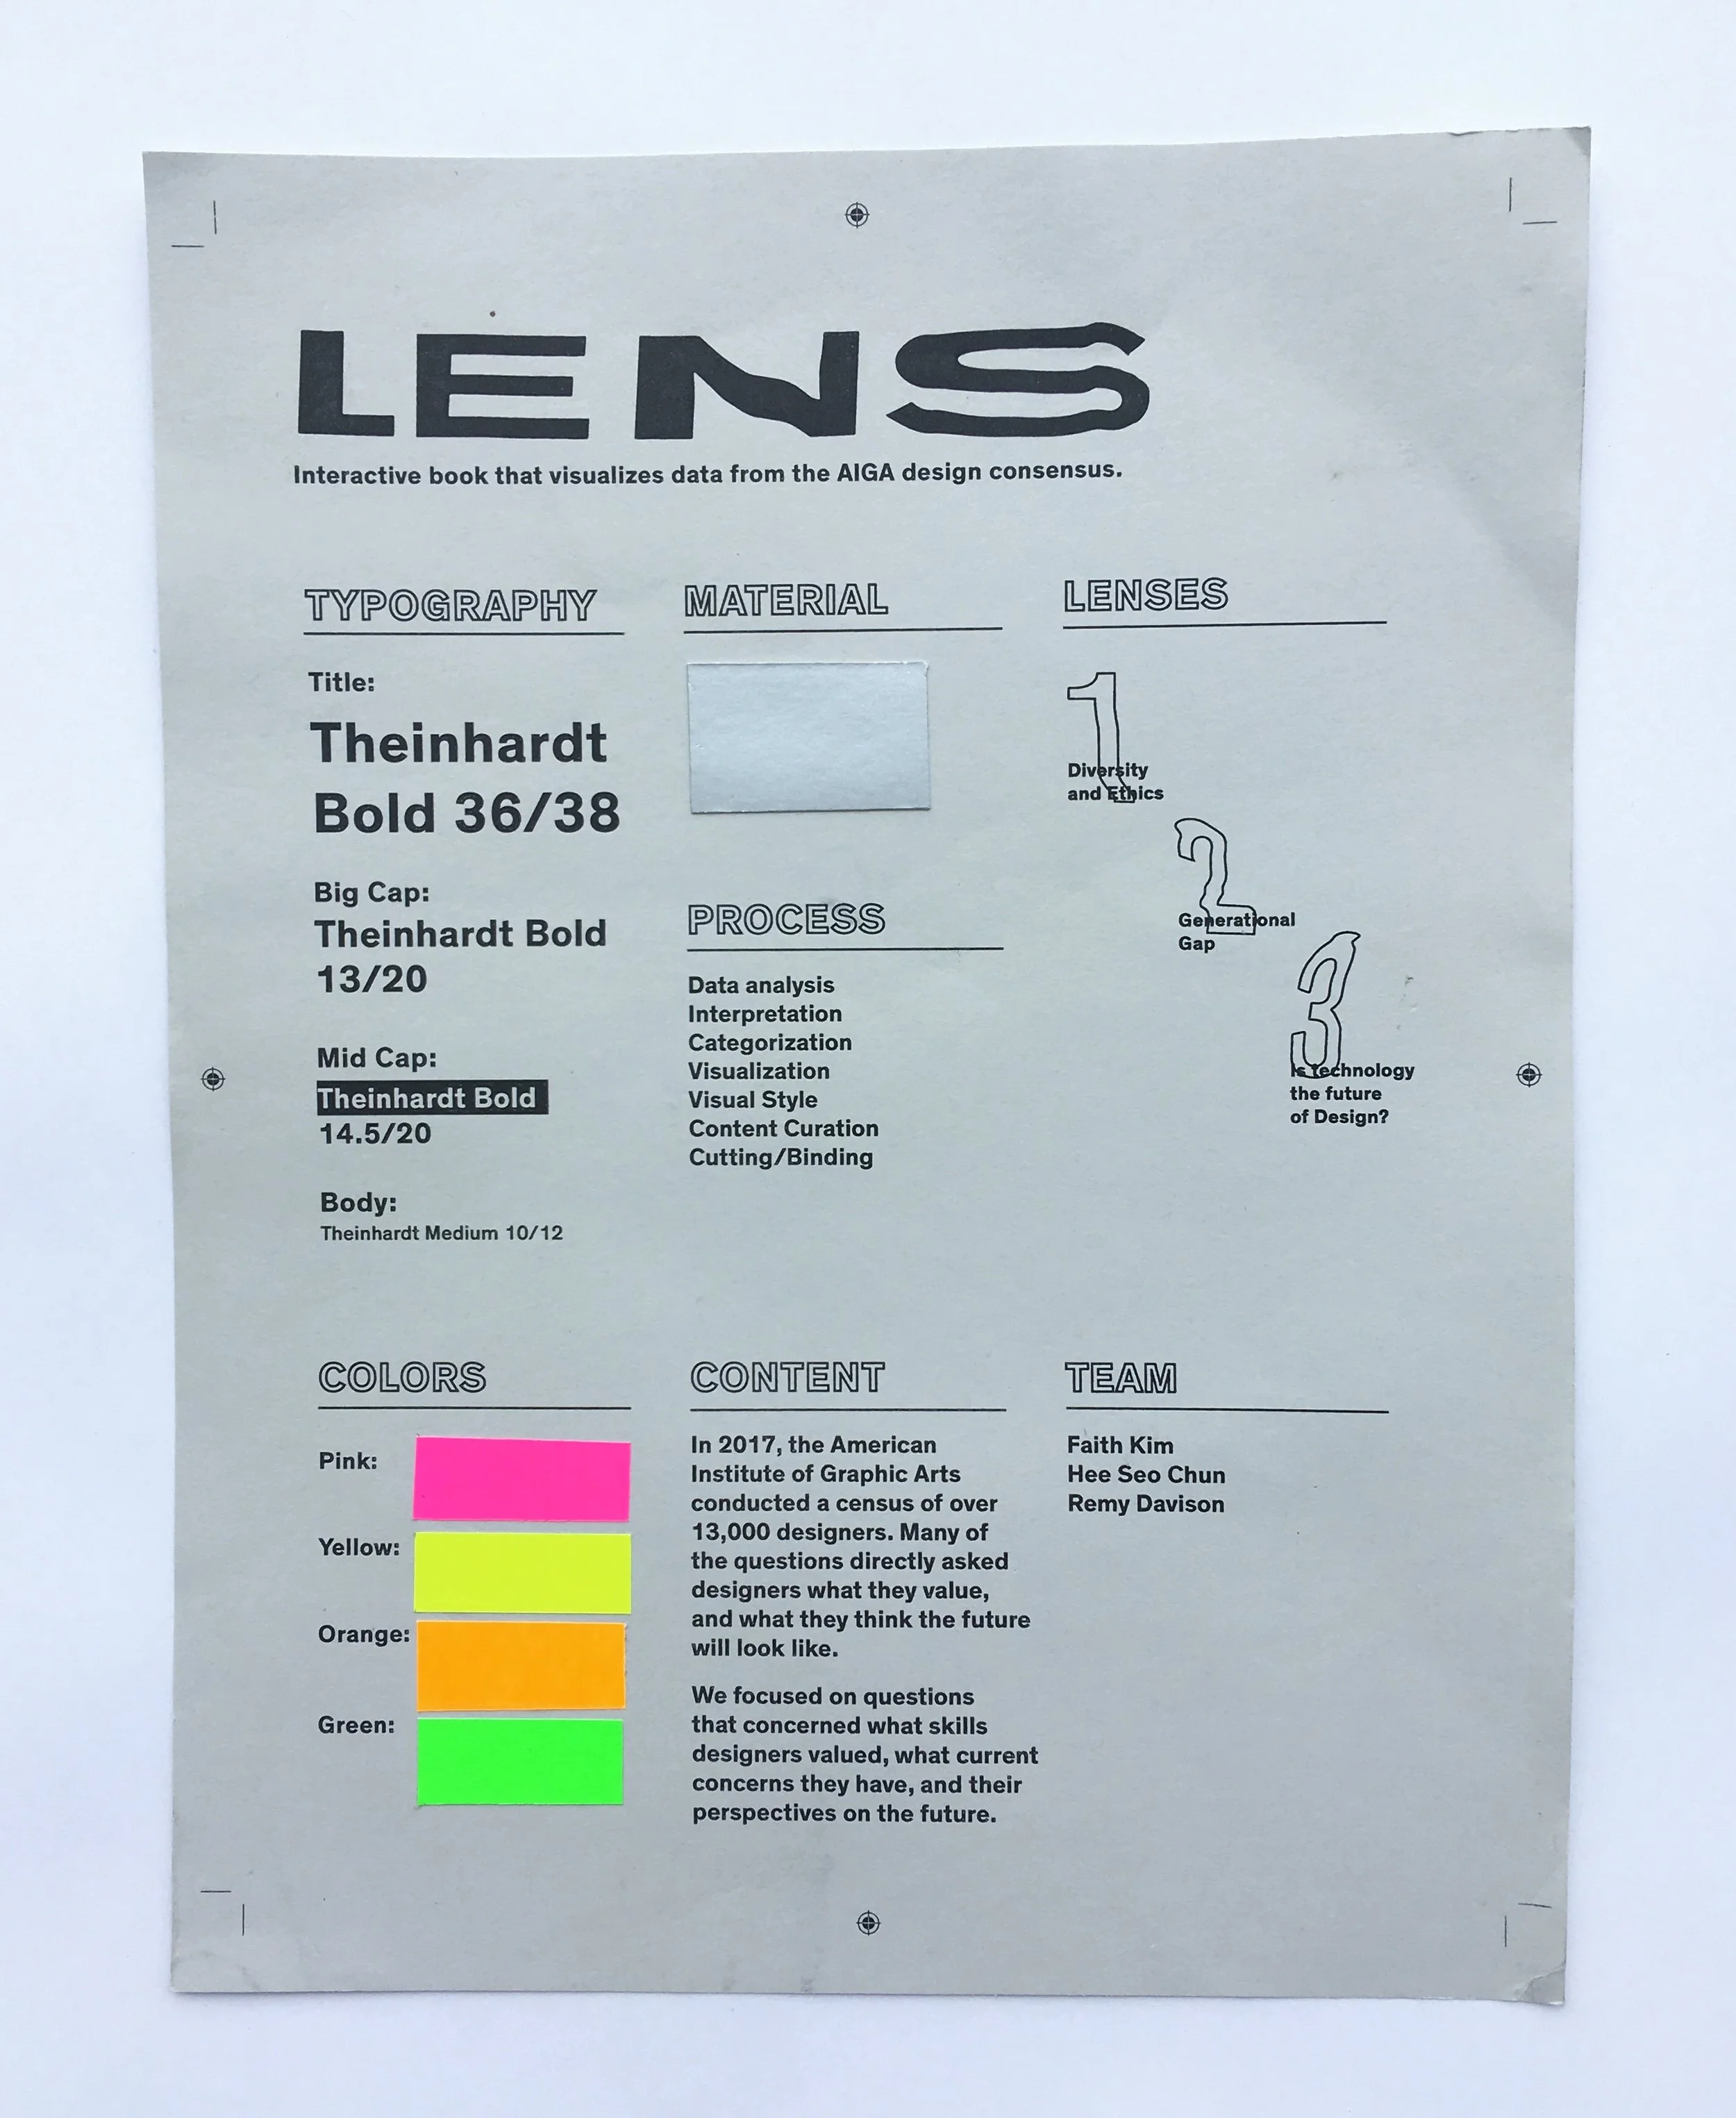 LENS
Interactive book that visualizes data from the AIGA design consensus.
TYPOGRAPHY
Title:
Theinhardt
Bold 36/38
Big Cap:
Theinhardt Bold
13/20
Mid Cap:
Theinhardt Bold
14.5/20
Body:
Theinhardt Medium 10/12
MATERIAL
PROCESS
Data analysis
Interpretation
Categorization
Visualization
Visual Style
Content Curation
Cutting/Binding
LENSES
1
Diversity
and Ethics
2
Generational
Gap
3
Is technology
the future
of Design?
COLORS
Pink:
Yellow:
Orange:
Green:
CONTENT
In 2017, the American
Institute of Graphic Arts
conducted a census of over
13,000 designers. Many of
the questions directly asked
designers what they value,
and what they think the future
will look like.
We focused on questions
that concerned what skills
designers valued, what current
concerns they have, and their
perspectives on the future.
TEAM
Faith Kim
Hee Seo Chun
Remy Davison